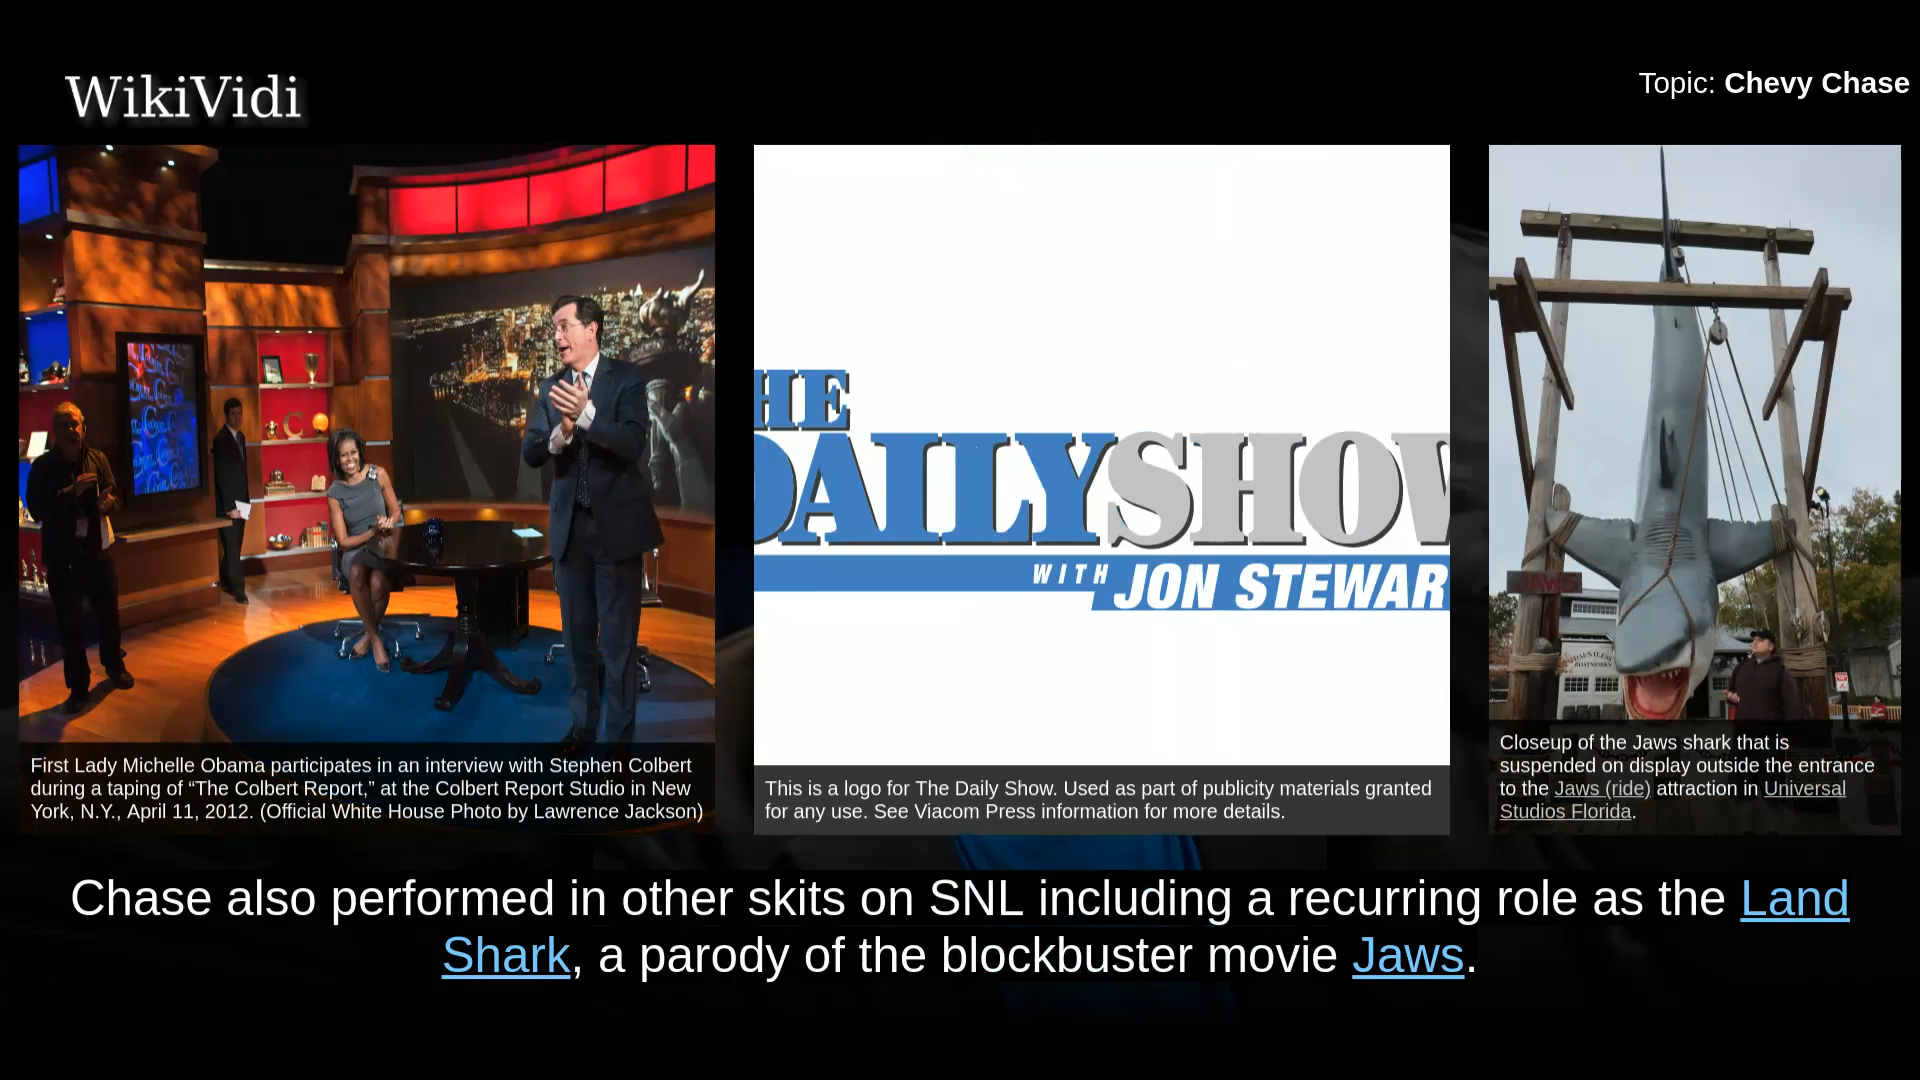 WikiVidi
Topic: Chevy Chase
First Lady Michelle Obama participates in an interview with Stephen Colbert
during a taping of “The Colbert Report,” at the Colbert Report Studio in New
York, N.Y., April 11, 2012. (Official White House Photo by Lawrence Jackson)
HE
DAILYSHOW
WITH JON STEWAR
This is a logo for The Daily Show. Used as part of publicity materials granted
for any use. See Viacom Press information for more details.
JAWS
DAUNTLESS
BOATWORKS
Closeup of the Jaws shark that is
suspended on display outside the entrance
to the Jaws (ride) attraction in Universal
Studios Florida.
Chase also performed in other skits on SNL including a recurring role as the Land
Shark, a parody of the blockbuster movie Jaws.